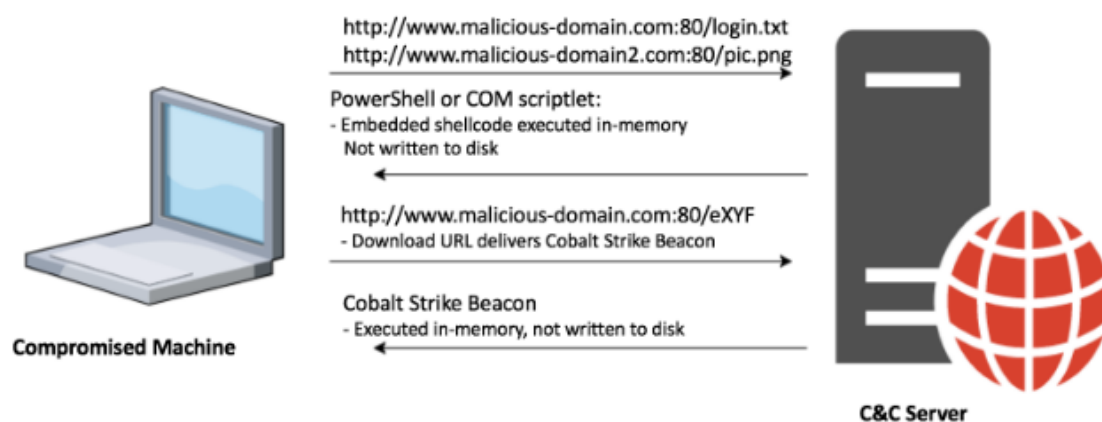 http://www.malicious-domain.com:80/login.txt
http://www.malicious-domain2.com:80/pic.png
PowerShell or COM scriptlet:
- Embedded shellcode executed in-memory
Not written to disk
http://www.malicious-domain.com:80/eXYF
- Download URL delivers Cobalt Strike Beacon
Cobalt Strike Beacon
- Executed in-memory, not written to disk
Compromised Machine
C&C Server